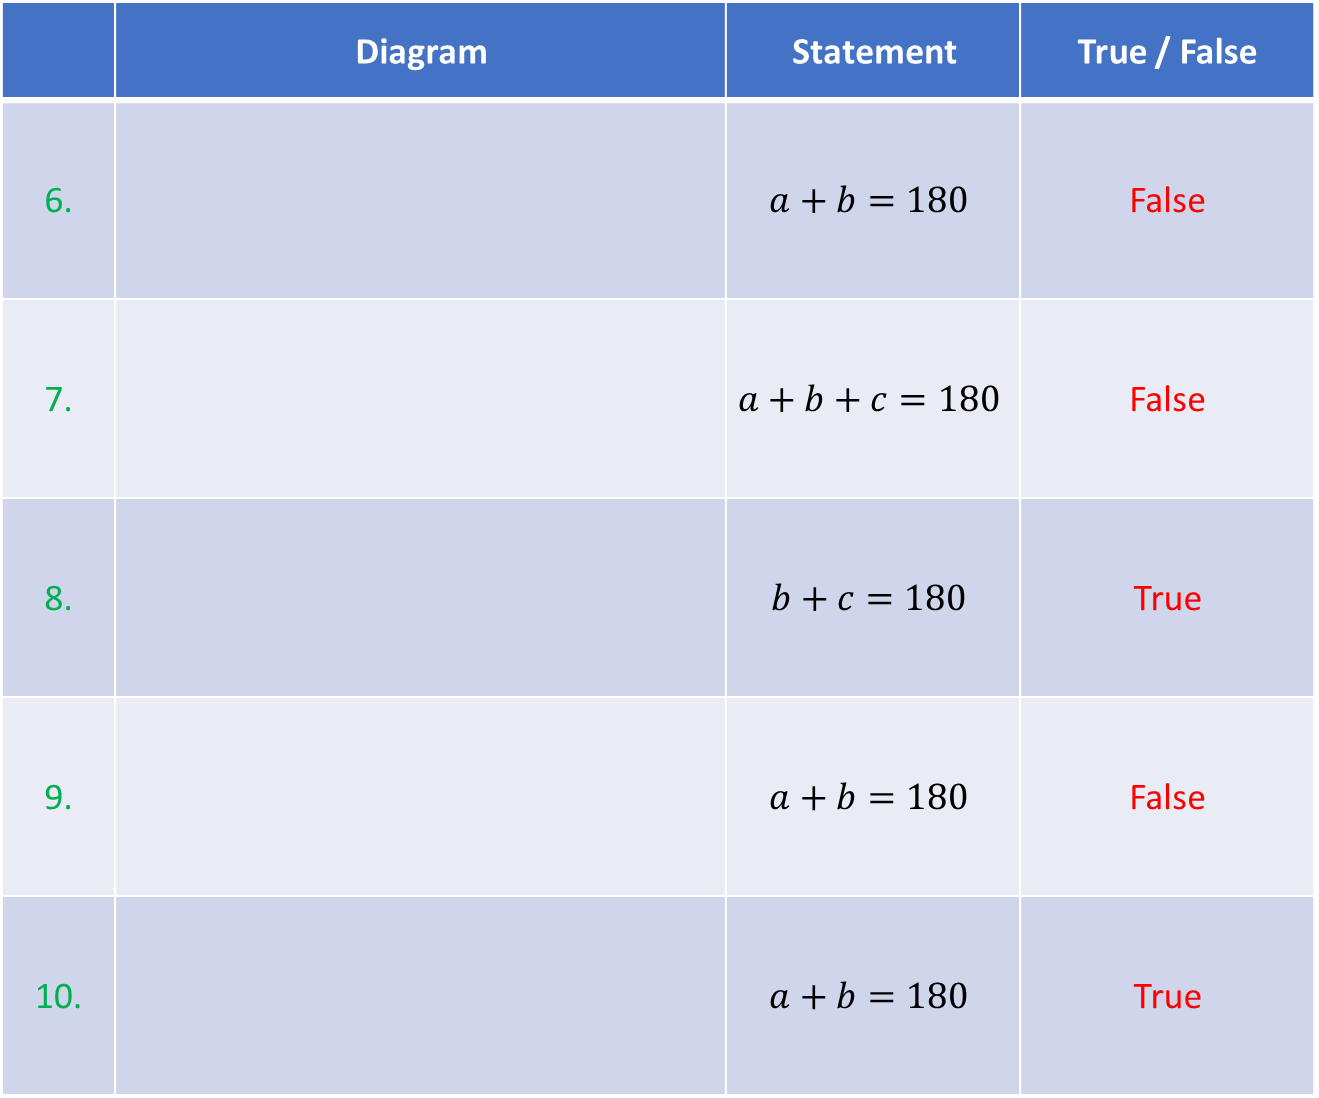 Diagram Statement True / False
6. a + b = 180 False
7. a + b + c = 180 False
8. b + c = 180 True
9. a + b = 180 False
10. a + b = 180 True